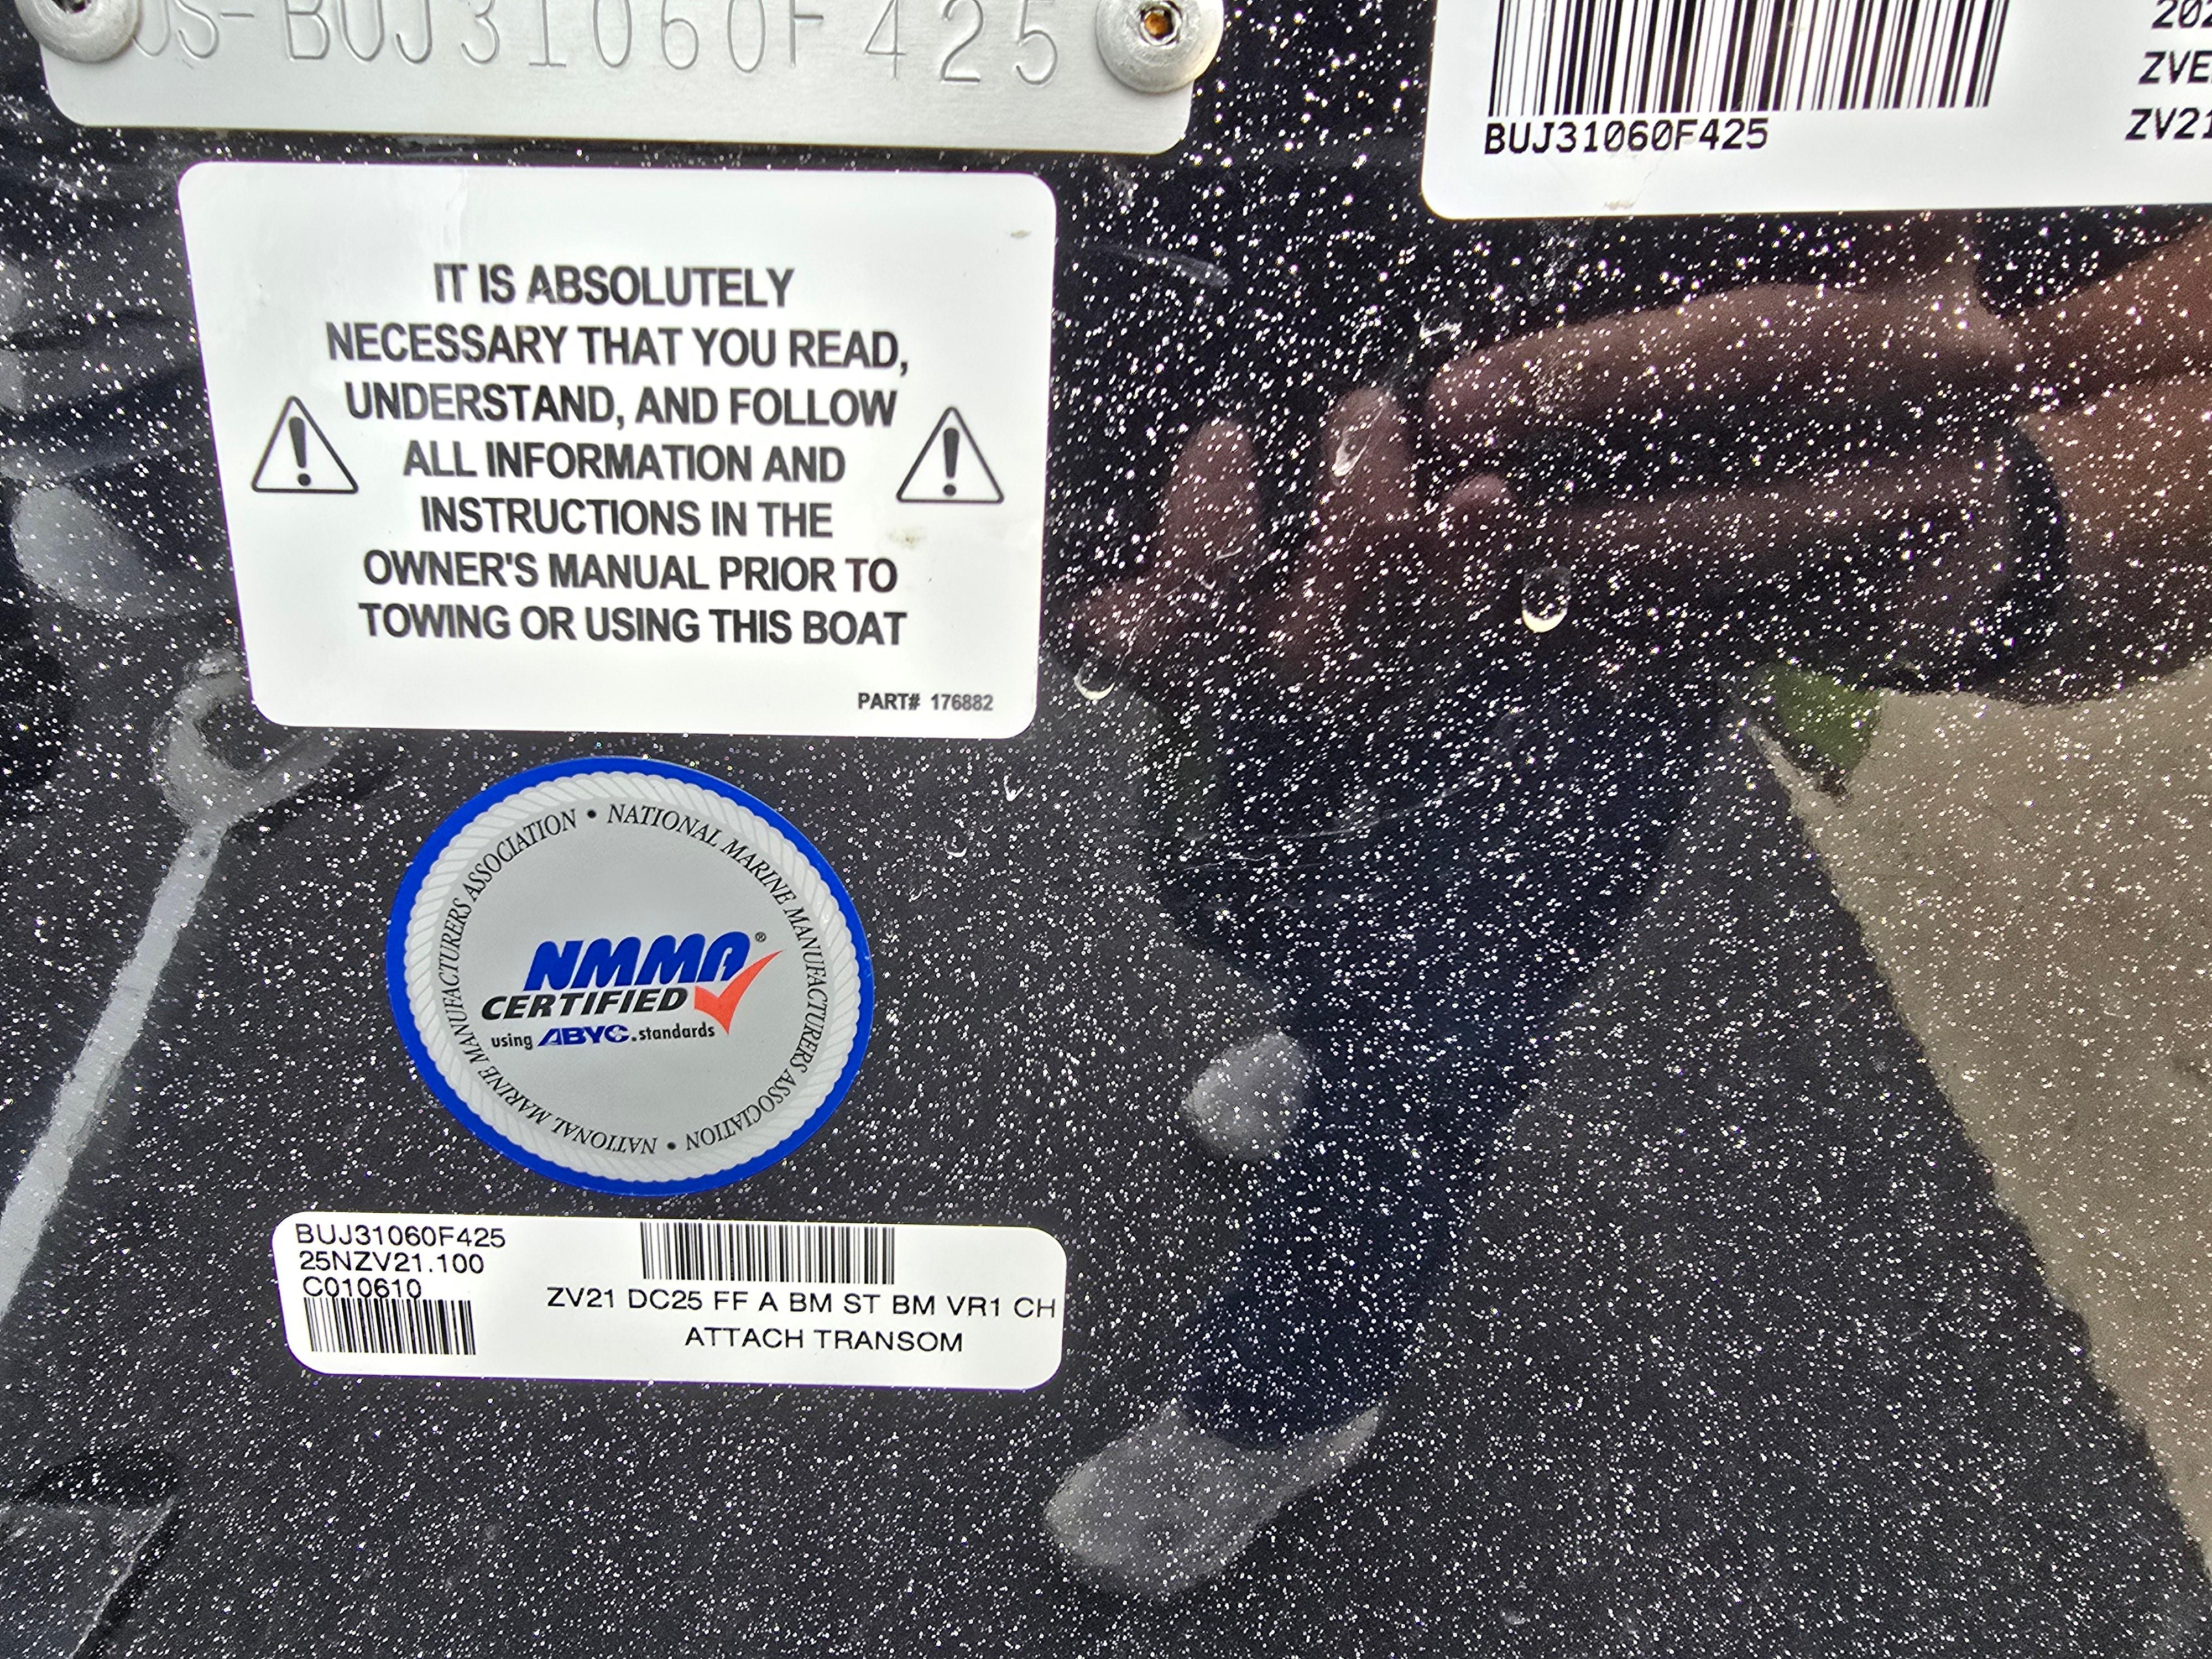 US-BUJ31060F425
202
ZVE
ZV21
BUJ31060F425
IT IS ABSOLUTELY
NECESSARY THAT YOU READ,
UNDERSTAND, AND FOLLOW
ALL INFORMATION AND
INSTRUCTIONS IN THE
OWNER'S MANUAL PRIOR TO
TOWING OR USING THIS BOAT
PART# 176882
NATIONAL MARINE MANUFACTURERS ASSOCIATION • NATIONAL MARINE MANUFACTURERS ASSOCIATION •
NMMA®
CERTIFIED
using ABYC. standards
BUJ31060F425
25NZV21.100
C010610
ZV21 DC25 FF A BM ST BM VR1 CH
ATTACH TRANSOM